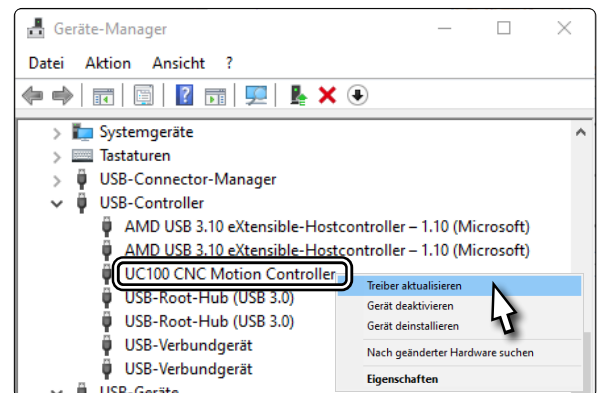 Geräte-Manager
Datei Aktion Ansicht ?
Systemgeräte
Tastaturen
USB-Connector-Manager
USB-Controller
AMD USB 3.10 eXtensible-Hostcontroller – 1.10 (Microsoft)
AMD USB 3.10 eXtensible-Hostcontroller – 1.10 (Microsoft)
UC100 CNC Motion Controller
Treiber aktualisieren
USB-Root-Hub (USB 3.0)
Gerät deaktivieren
USB-Root-Hub (USB 3.0)
Gerät deinstallieren
USB-Verbundgerät
Nach geänderter Hardware suchen
USB-Verbundgerät
Eigenschaften
USB-Geräte